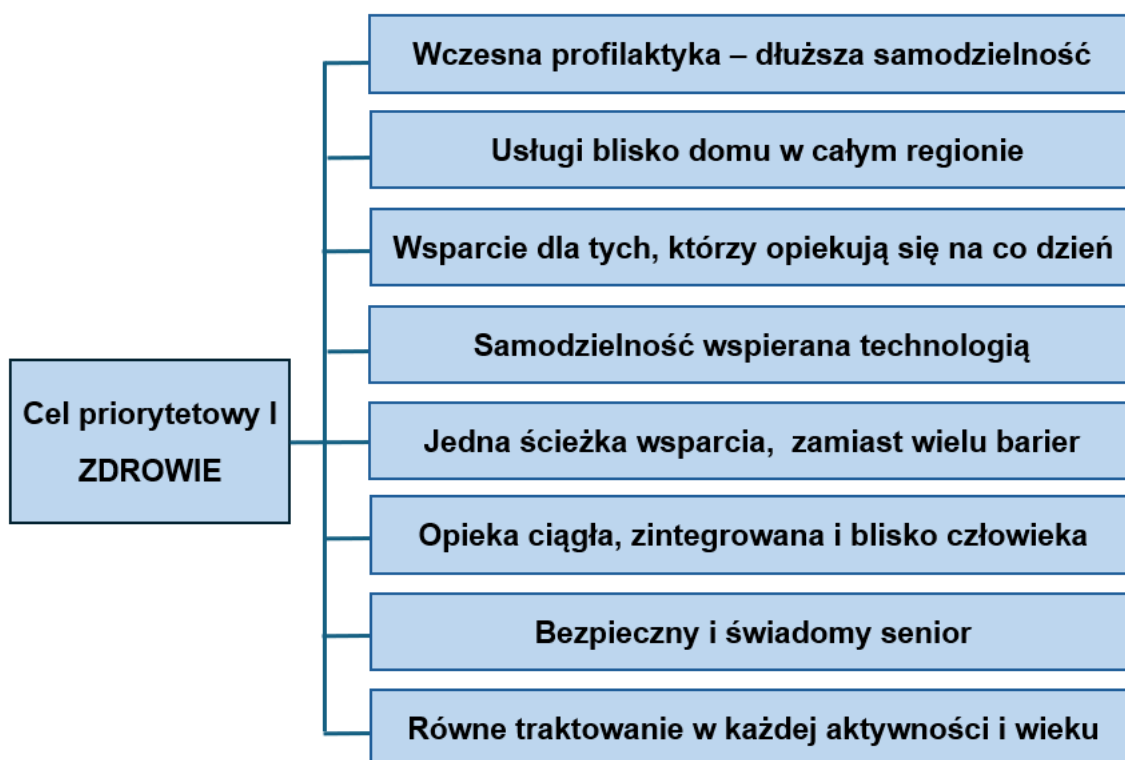 Wczesna profilaktyka – dłuższa samodzielność
Usługi blisko domu w całym regionie
Wsparcie dla tych, którzy opiekują się na co dzień
Samodzielność wspierana technologią
Cel priorytetowy I
ZDROWIE
Jedna ścieżka wsparcia,  zamiast wielu barier
Opieka ciągła, zintegrowana i blisko człowieka
Bezpieczny i świadomy senior
Równe traktowanie w każdej aktywności i wieku